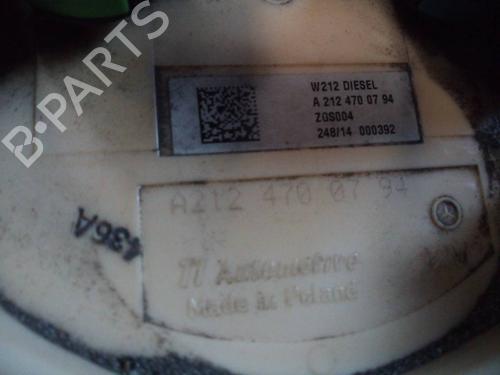 W212 DIESEL
A 212 470 07 94
ZGS004
248/14 000392
A212 470 07 94
436A
TI Automotive
Made in Poland
B-PARTS